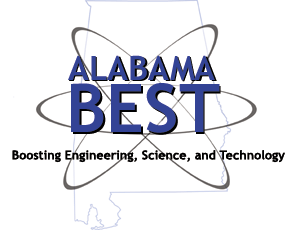 ALABAMA
BEST
Boosting Engineering, Science, and Technology